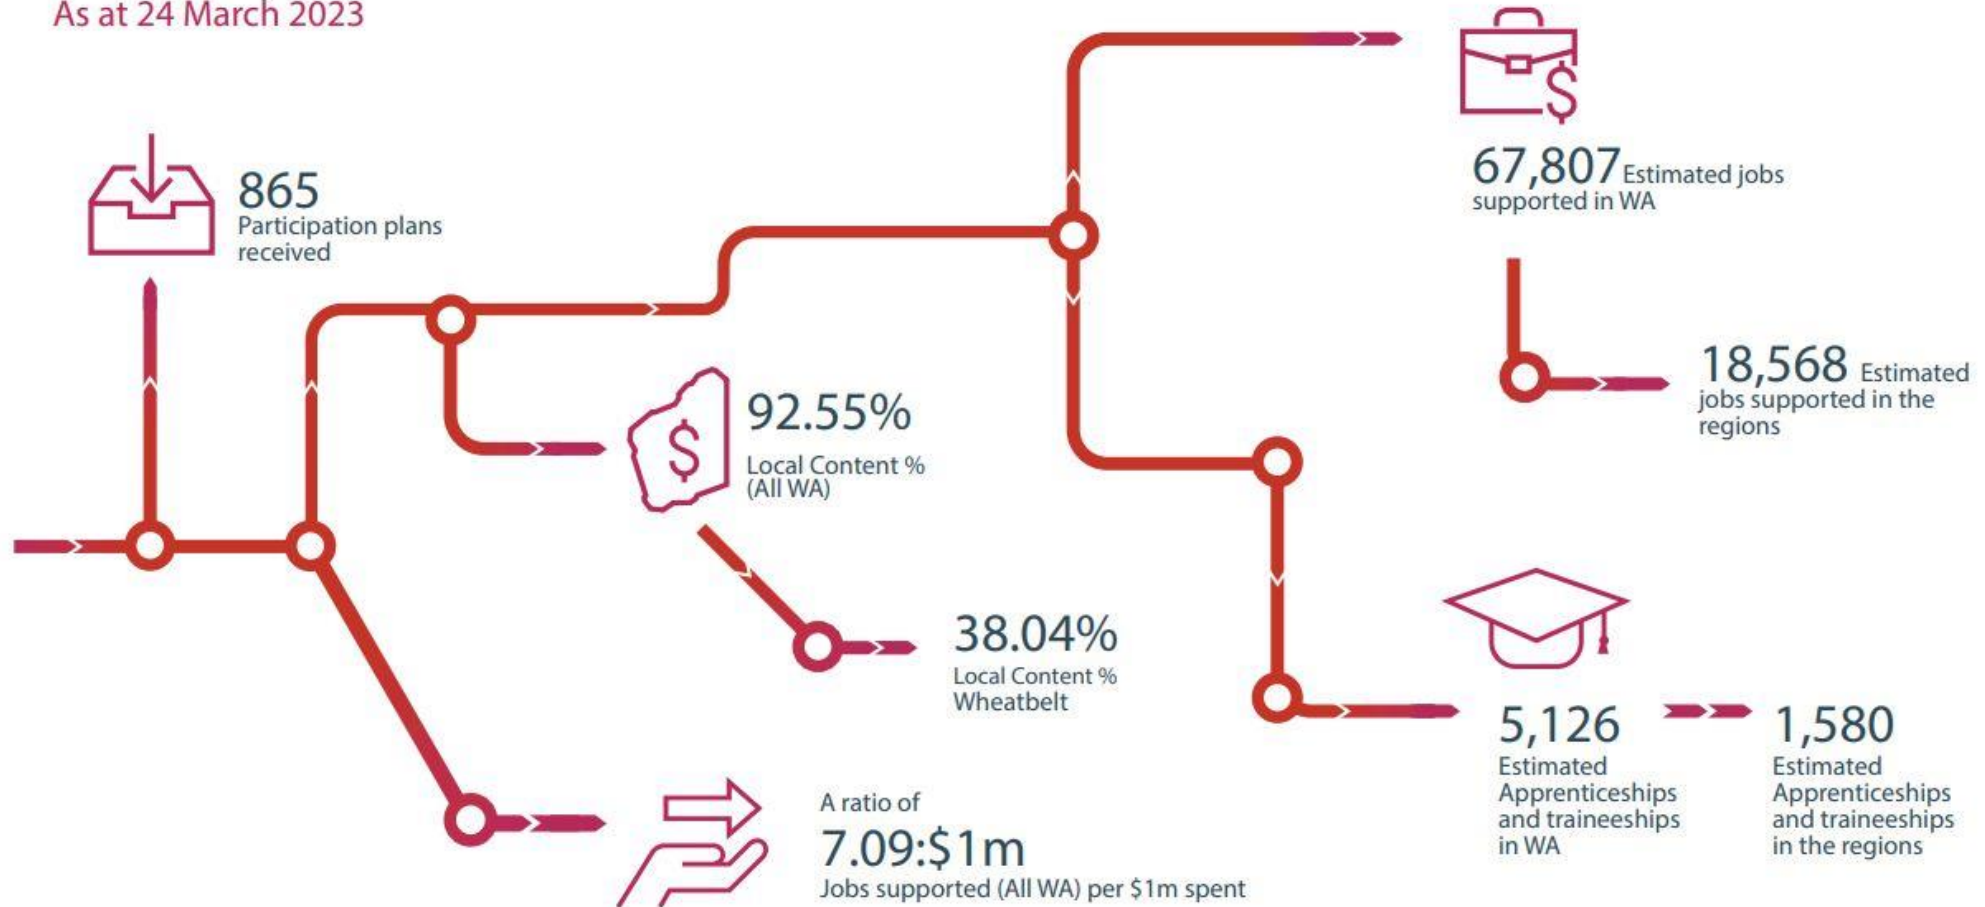 As at 24 March 2023
865
Participation plans
received
92.55%
Local Content %
(All WA)
38.04%
Local Content %
Wheatbelt
A ratio of
7.09:$1m
Jobs supported (All WA) per $1m spent
67,807 Estimated jobs
supported in WA
18,568 Estimated
jobs supported in the
regions
5,126
Estimated
Apprenticeships
and traineeships
in WA
1,580
Estimated
Apprenticeships
and traineeships
in the regions
$
$